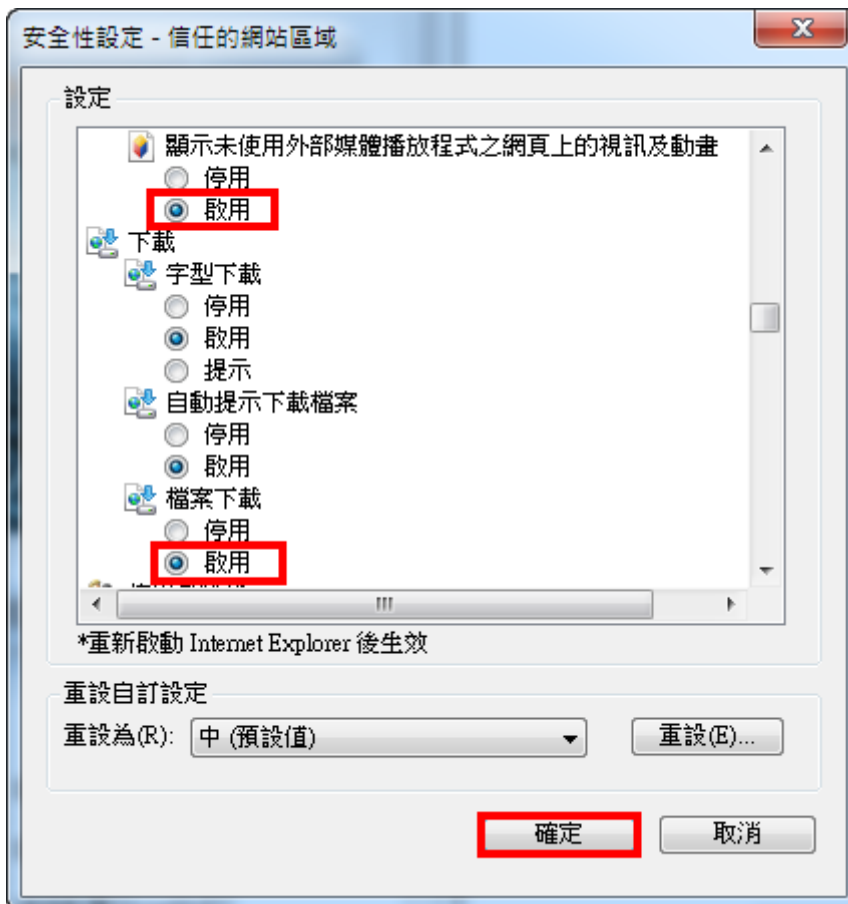 安全性設定 - 信任的網站區域
設定
顯示未使用外部媒體播放程式之網頁上的視訊及動畫
停用
啟用
下載
字型下載
停用
啟用
提示
自動提示下載檔案
停用
啟用
檔案下載
停用
啟用
*重新啟動 Internet Explorer 後生效
重設自訂設定
重設為(R): 中 (預設值) 重設(E)...
確定 取消